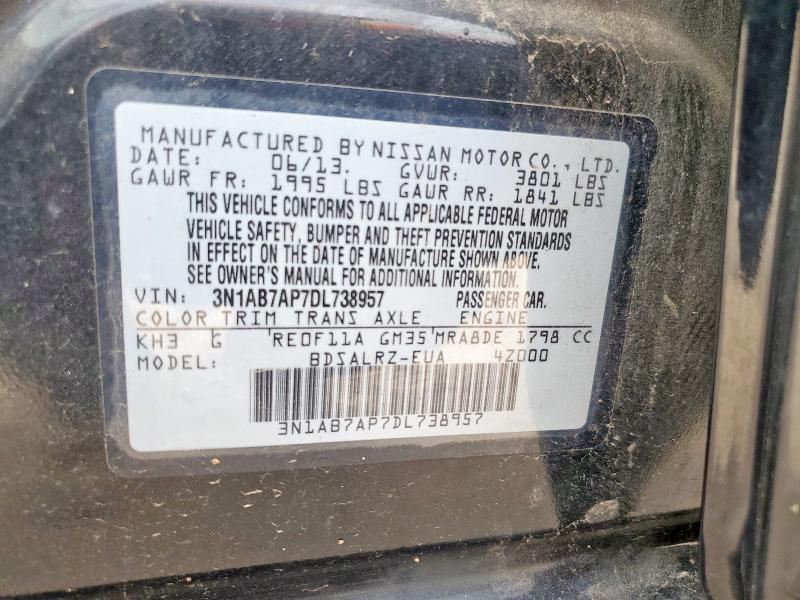 MANUFACTURED BY NISSAN MOTOR CO., LTD.
DATE: 06/13. GVWR: 3801 LBS
GAWR FR: 1995 LBS GAWR RR: 1841 LBS
THIS VEHICLE CONFORMS TO ALL APPLICABLE FEDERAL MOTOR
VEHICLE SAFETY, BUMPER AND THEFT PREVENTION STANDARDS
IN EFFECT ON THE DATE OF MANUFACTURE SHOWN ABOVE.
SEE OWNER'S MANUAL FOR ADDITIONAL INFORMATION.
VIN: 3N1AB7AP7DL738957 PASSENGER CAR.
COLOR TRIM TRANS AXLE ENGINE
KH3 G RE0F11A GM35 MRA8DE 1798 CC
MODEL: BDSALRZ-EUA 4Z000
3N1AB7AP7DL738957